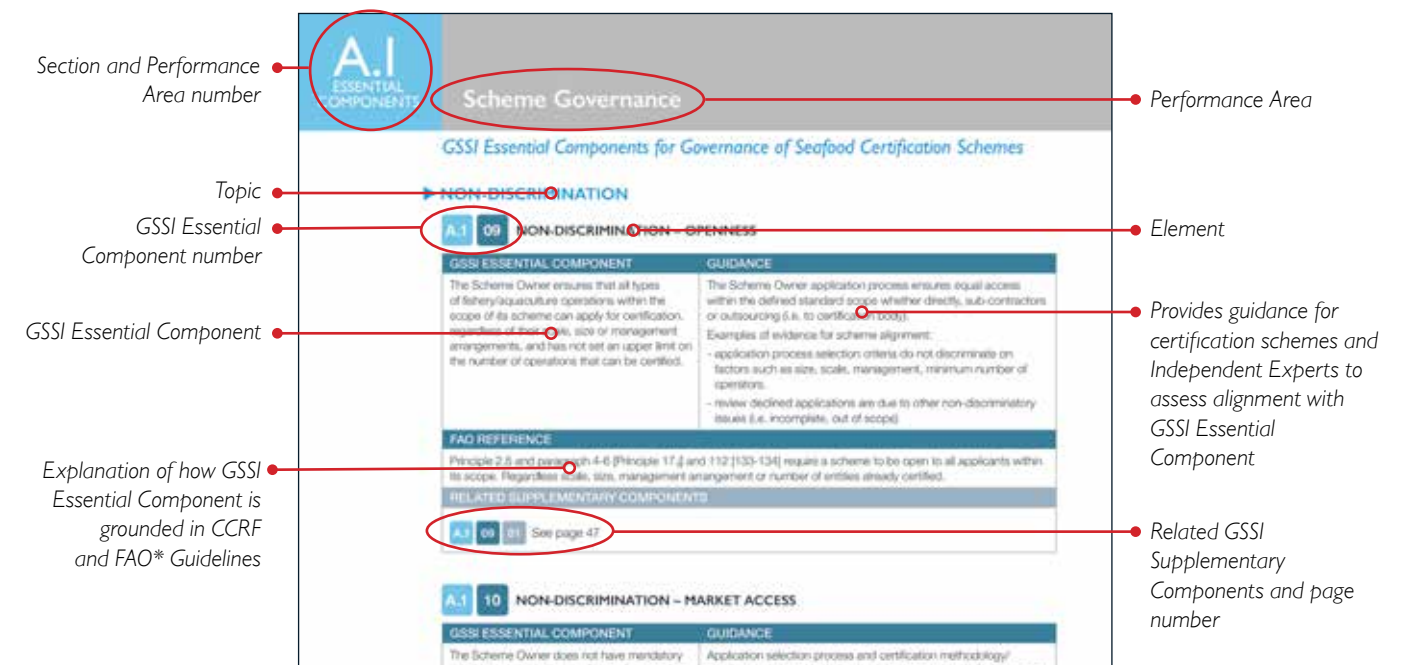 Section and Performance
Area number
Topic
GSSI Essential
Component number
GSSI Essential Component
Explanation of how GSSI
Essential Component is
grounded in CCRF
and FAO* Guidelines
A.I
ESSENTIAL
COMPONENTS
Scheme Governance
GSSI Essential Components for Governance of Seafood Certification Schemes
NON-DISCRIMINATION
A.1 09 NON-DISCRIMINATION – OPENNESS
GSSI ESSENTIAL COMPONENT
The Scheme Owner ensures that all types
of fishery/aquaculture operations within the
scope of its scheme can apply for certification,
regardless of their scale, size or management
arrangements, and has not set an upper limit on
the number of operations that can be certified.
GUIDANCE
The Scheme Owner application process ensures equal access
within the defined standard scope whether directly, sub-contractors
or outsourcing (i.e. to certification body).
Examples of evidence for scheme alignment:
- application process selection criteria do not discriminate on
factors such as size, scale, management, minimum number of
operators.
- review declined applications are due to other non-discriminatory
issues (i.e. incomplete, out of scope)
FAO REFERENCE
Principle 2.5 and paragraph 4-6 [Principle 17,] and 112 [133-134] require a scheme to be open to all applicants within
its scope. Regardless scale, size, management arrangement or number of entities already certified.
RELATED SUPPLEMENTARY COMPONENTS
A.1 09 01 See page 47
A.1 10 NON-DISCRIMINATION – MARKET ACCESS
GSSI ESSENTIAL COMPONENT
The Scheme Owner does not have mandatory
GUIDANCE
Application selection process and certification methodology/
Performance Area
Element
Provides guidance for
certification schemes and
Independent Experts to
assess alignment with
GSSI Essential
Component
Related GSSI
Supplementary
Components and page
number